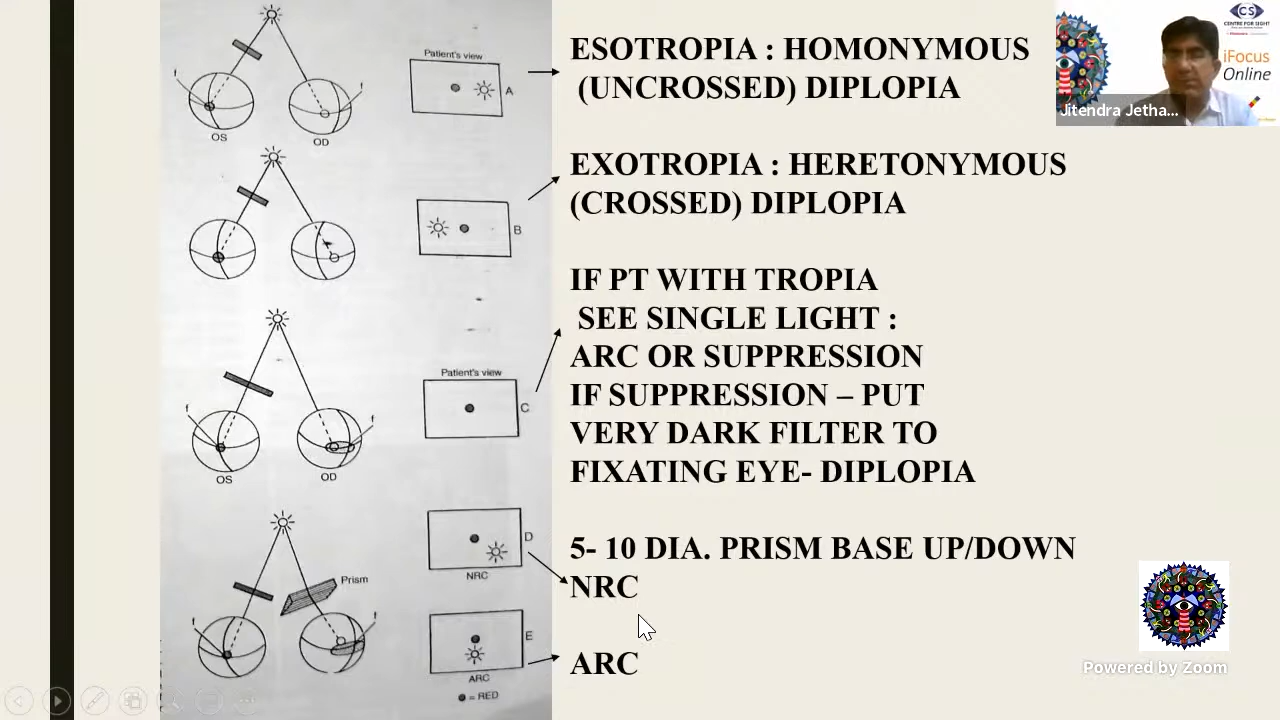 ESOTROPIA : HOMONYMOUS
(UNCROSSED) DIPLOPIA
EXOTROPIA : HERETONYMOUS
(CROSSED) DIPLOPIA
IF PT WITH TROPIA
SEE SINGLE LIGHT :
ARC OR SUPPRESSION
IF SUPPRESSION – PUT
VERY DARK FILTER TO
FIXATING EYE- DIPLOPIA
5- 10 DIA. PRISM BASE UP/DOWN
NRC
ARC
Patient's view
f
A
OS
OD
B
Patient's view
f
f
C
OS
OD
D
NRC
Prism
f
f
E
ARC
= RED
CS
CENTRE FOR SIGHT
iFocus
Online
Jitendra Jetha...
Powered by Zoom